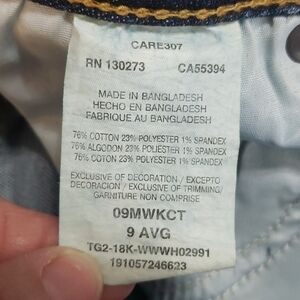 CARE307
RN 130273 CA55394
MADE IN BANGLADESH
HECHO EN BANGLADESH
FABRIQUE AU BANGLADESH
76% COTTON 23% POLYESTER 1% SPANDEX
76% ALGODON 23% POLIESTER 1% SPANDEX
76% COTON 23% POLYESTER 1% SPANDEX
EXCLUSIVE OF DECORATION / EXCEPTO
DECORACION / EXCLUSIVE OF TRIMMING/
GARNITURE NON COMPRISE
09MWKCT
9 AVG
TG2-18K-WWWH02991
191057246623